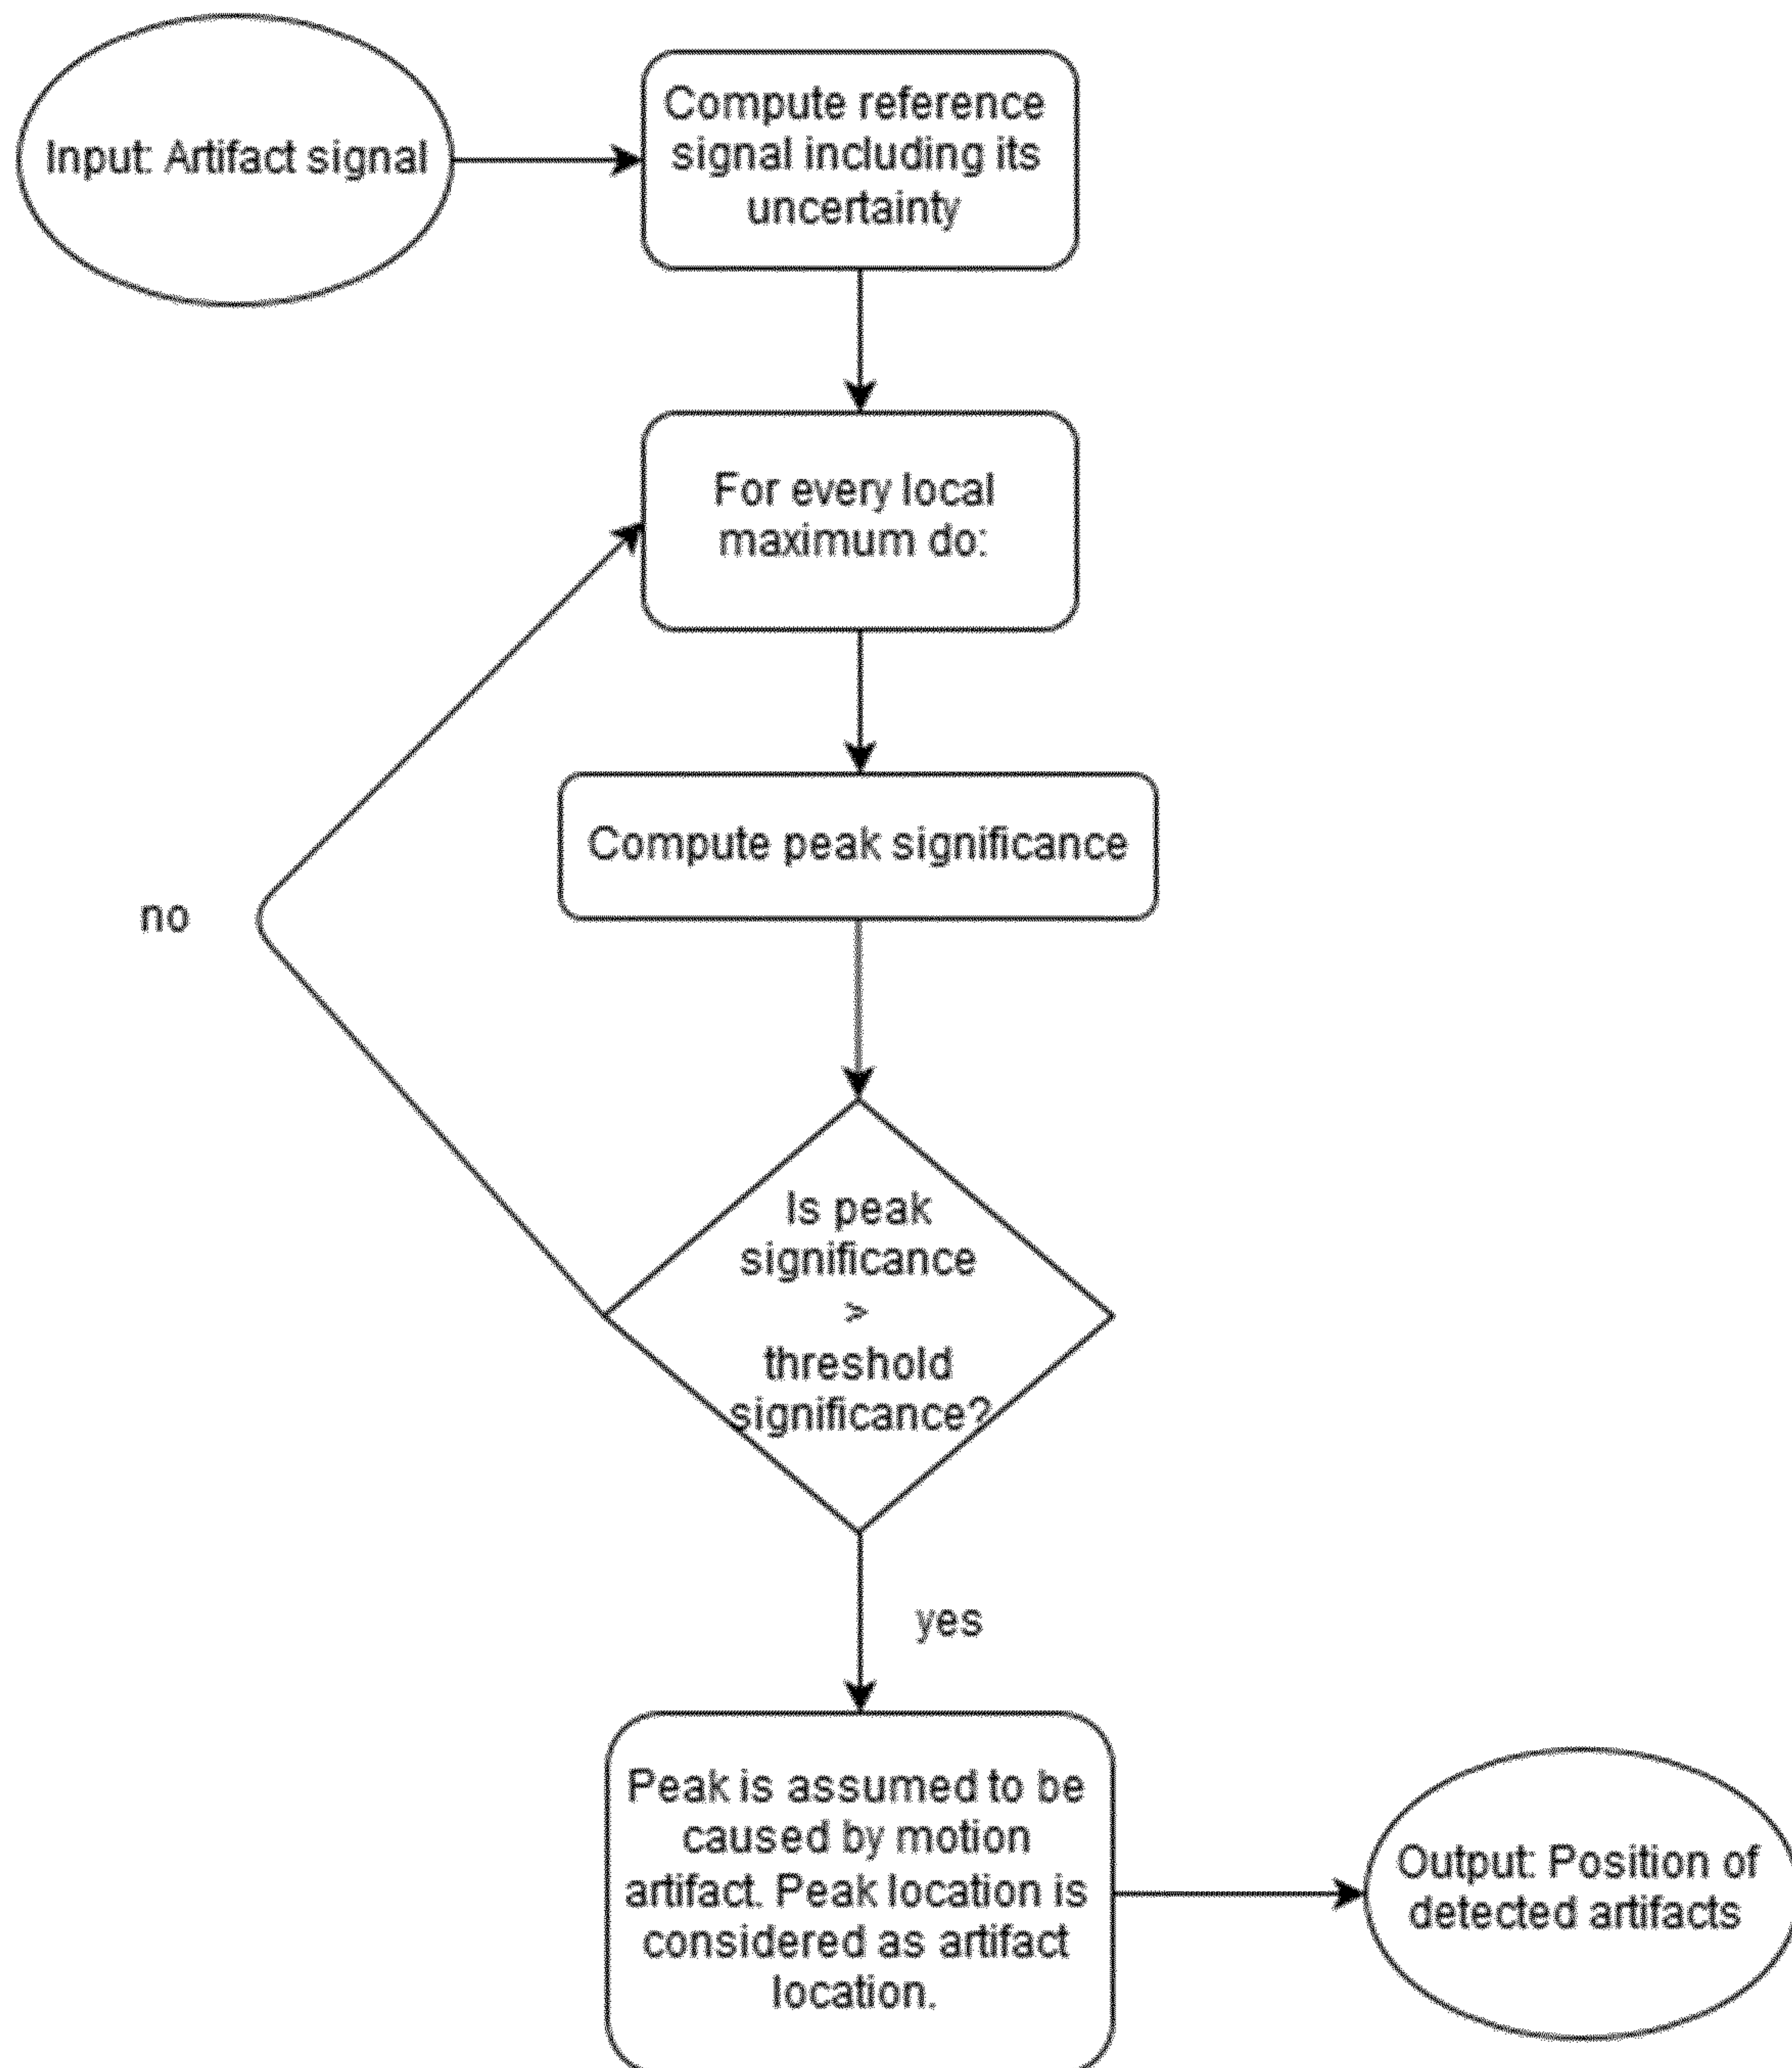 Input: Artifact signal
Compute reference
signal including its
uncertainty
For every local
maximum do:
Compute peak significance
no
Is peak
significance
>
threshold
significance?
yes
Peak is assumed to be
caused by motion
artifact. Peak location is
considered as artifact
location.
Output: Position of
detected artifacts